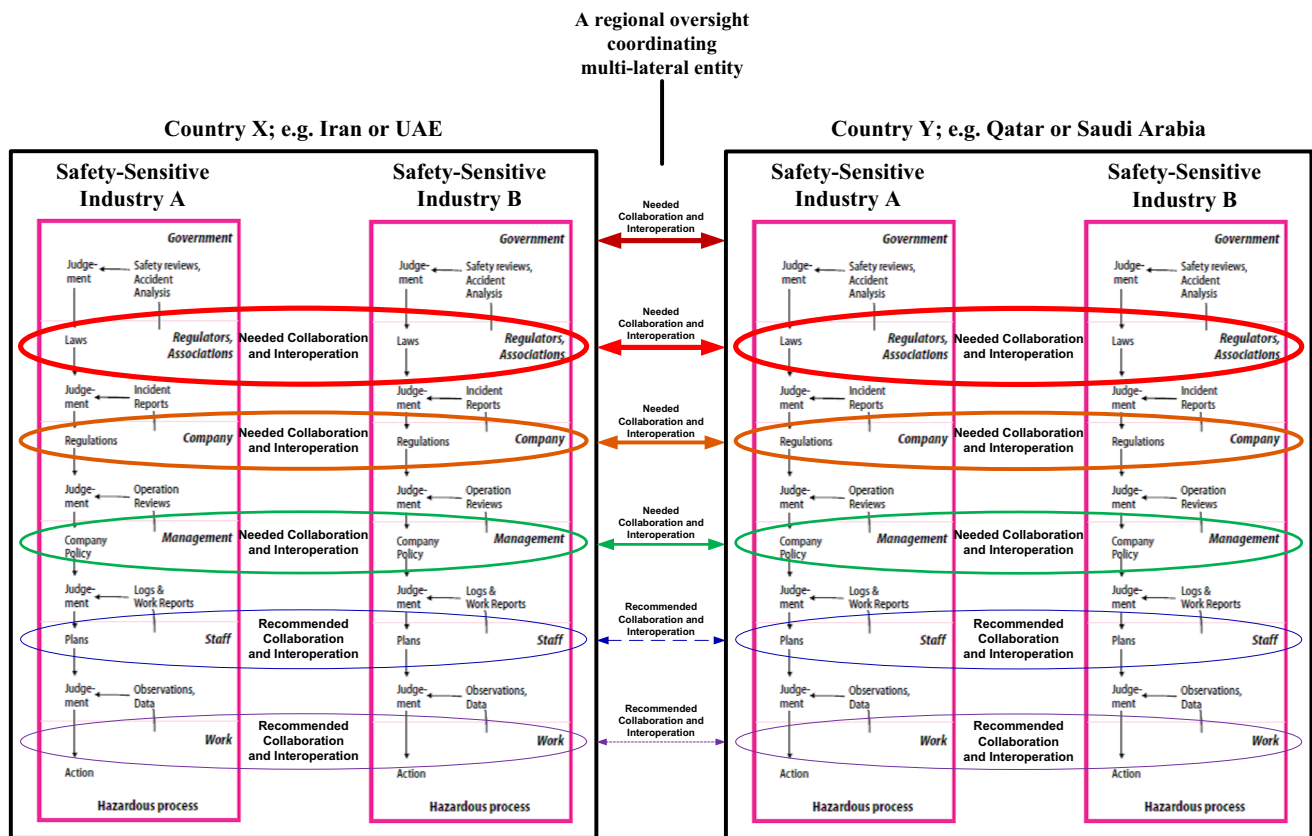 A regional oversight
coordinating
multi-lateral entity
Country X; e.g. Iran or UAE
Safety-Sensitive
Industry A
Government
Judge-
ment
Safety reviews,
Accident
Analysis
Laws
Regulators,
Associations
Judge-
ment
Incident
Reports
Regulations
Company
Judge-
ment
Operation
Reviews
Company
Policy
Management
Judge-
ment
Logs &
Work Reports
Plans
Staff
Judge-
ment
Observations,
Data
Work
Action
Hazardous process
Needed Collaboration
and Interoperation
Needed Collaboration
and Interoperation
Needed Collaboration
and Interoperation
Recommended
Collaboration
and Interoperation
Recommended
Collaboration
and Interoperation
Safety-Sensitive
Industry B
Government
Judge-
ment
Safety reviews,
Accident
Analysis
Laws
Regulators,
Associations
Judge-
ment
Incident
Reports
Regulations
Company
Judge-
ment
Operation
Reviews
Company
Policy
Management
Judge-
ment
Logs &
Work Reports
Plans
Staff
Judge-
ment
Observations,
Data
Work
Action
Hazardous process
Needed
Collaboration and
Interoperation
Needed
Collaboration and
Interoperation
Needed
Collaboration and
Interoperation
Needed
Collaboration and
Interoperation
Recommended
Collaboration and
Interoperation
Recommended
Collaboration and
Interoperation
Country Y; e.g. Qatar or Saudi Arabia
Safety-Sensitive
Industry A
Government
Judge-
ment
Safety reviews,
Accident
Analysis
Laws
Regulators,
Associations
Judge-
ment
Incident
Reports
Regulations
Company
Judge-
ment
Operation
Reviews
Company
Policy
Management
Judge-
ment
Logs &
Work Reports
Plans
Staff
Judge-
ment
Observations,
Data
Work
Action
Hazardous process
Needed Collaboration
and Interoperation
Needed Collaboration
and Interoperation
Needed Collaboration
and Interoperation
Recommended
Collaboration
and Interoperation
Recommended
Collaboration
and Interoperation
Safety-Sensitive
Industry B
Government
Judge-
ment
Safety reviews,
Accident
Analysis
Laws
Regulators,
Associations
Judge-
ment
Incident
Reports
Regulations
Company
Judge-
ment
Operation
Reviews
Company
Policy
Management
Judge-
ment
Logs &
Work Reports
Plans
Staff
Judge-
ment
Observations,
Data
Work
Action
Hazardous process